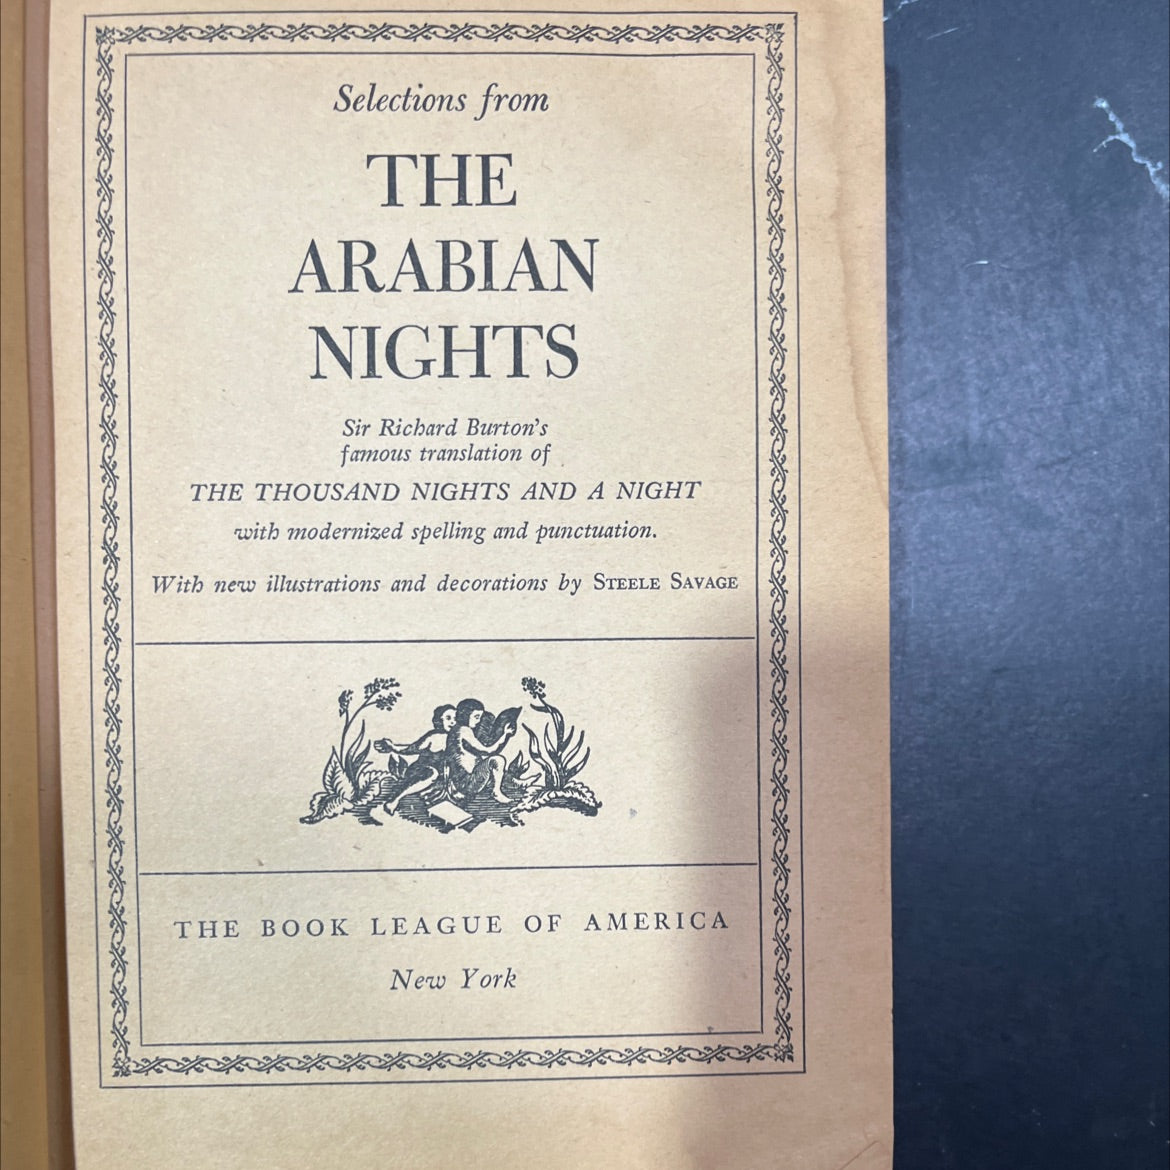 Selections from
THE
ARABIAN
NIGHTS
Sir Richard Burton's
famous translation of
THE THOUSAND NIGHTS AND A NIGHT
with modernized spelling and punctuation.
With new illustrations and decorations by STEELE SAVAGE
THE BOOK LEAGUE OF AMERICA
New York